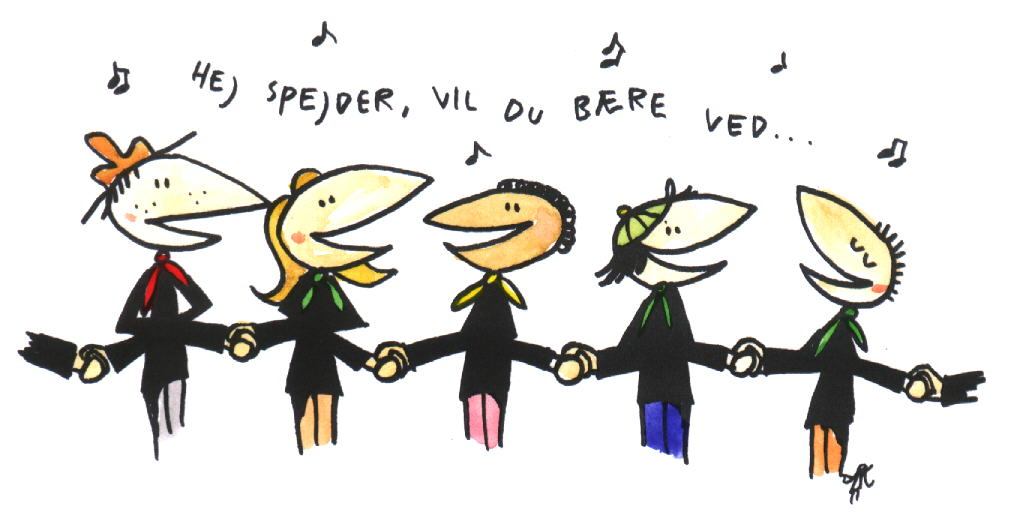 HEJ SPEJDER, VIL DU BÆRE VED...